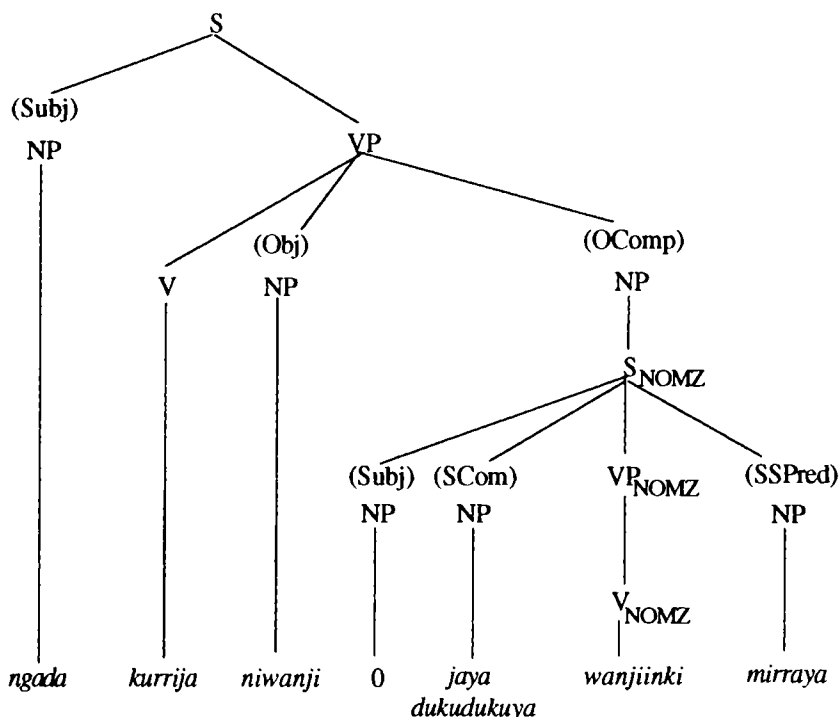 S
(Subj)
NP VP
(Obj) (OComp)
V NP NP
S NOMZ
(Subj) (SCom) VP NOMZ (SSPred)
NP NP NP
V NOMZ
ngada kurrija niwanji 0 jaya wanjiinki mirraya
dukudukuya